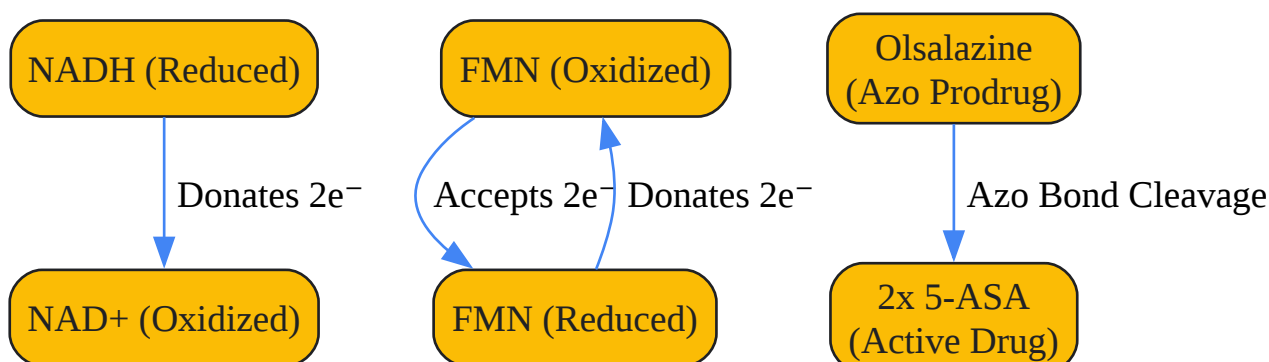 NADH (Reduced)
FMN (Oxidized)
Olsalazine
(Azo Prodrug)
Donates 2e⁻
Accepts 2e⁻
Donates 2e⁻
Azo Bond Cleavage
NAD+ (Oxidized)
FMN (Reduced)
2x 5-ASA
(Active Drug)